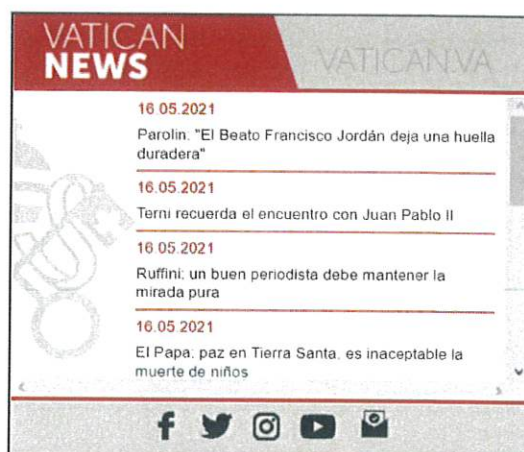 VATICAN
NEWS
VATICAN.VA
16.05.2021
Parolin: "El Beato Francisco Jordán deja una huella
duradera"
16.05.2021
Terni recuerda el encuentro con Juan Pablo II
16.05.2021
Ruffini: un buen periodista debe mantener la
mirada pura
16.05.2021
El Papa: paz en Tierra Santa, es inaceptable la
muerte de niños